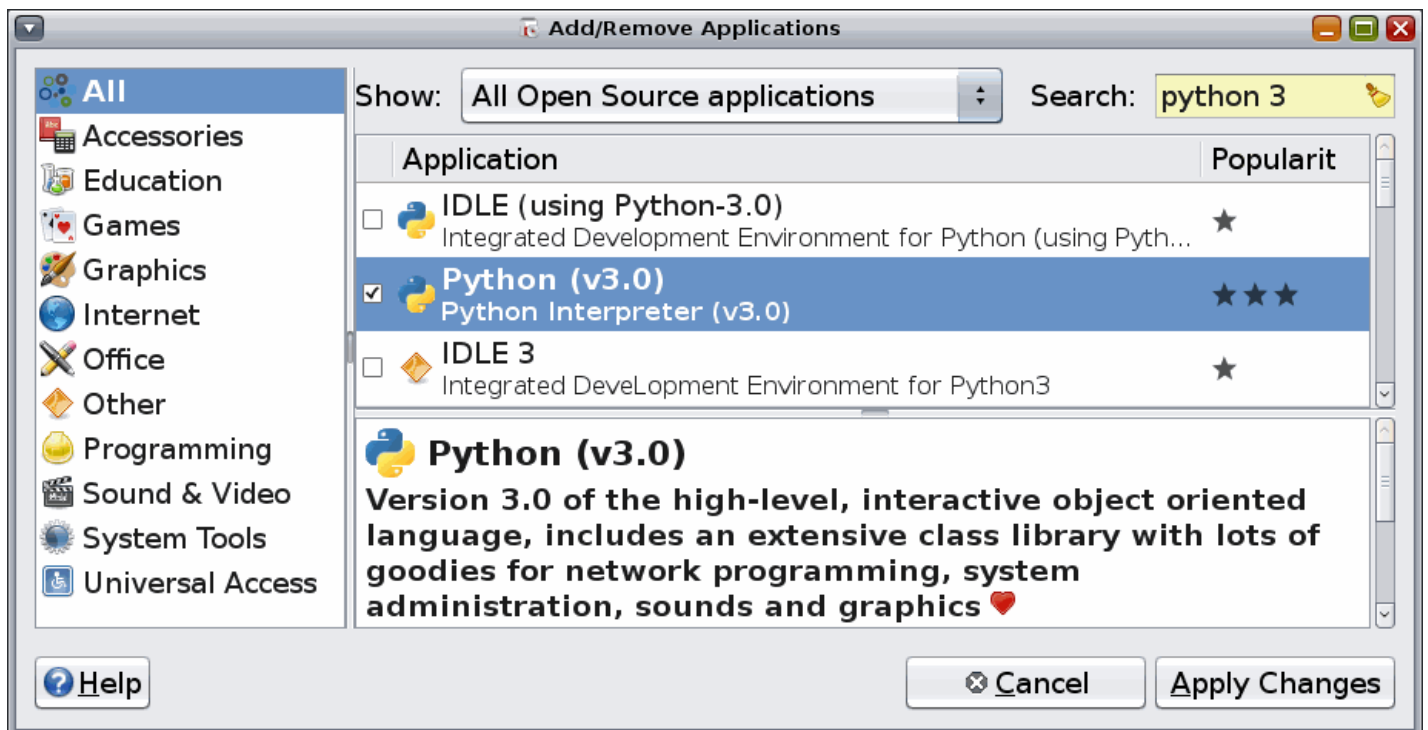 Add/Remove Applications
All
Accessories
Education
Games
Graphics
Internet
Office
Other
Programming
Sound & Video
System Tools
Universal Access
Show: All Open Source applications Search: python 3
Application Popularit
IDLE (using Python-3.0)
Integrated Development Environment for Python (using Pyth...
Python (v3.0)
Python Interpreter (v3.0)
IDLE 3
Integrated DeveLopment Environment for Python3
Python (v3.0)
Version 3.0 of the high-level, interactive object oriented
language, includes an extensive class library with lots of
goodies for network programming, system
administration, sounds and graphics
Help Cancel Apply Changes